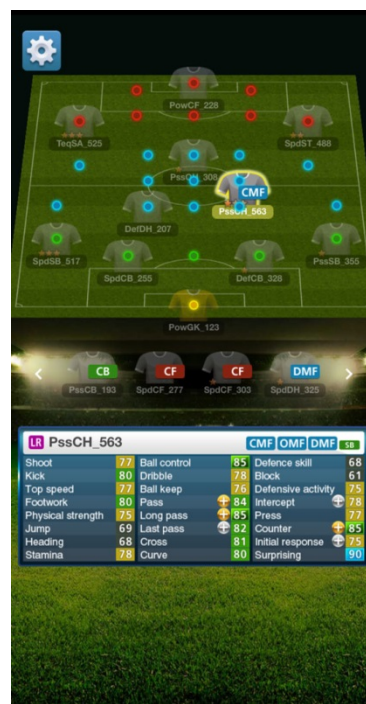 PowCF_228
TeqSA_525
SpdST_488
PssOH_308
CMF
PssCH_563
DefDH_207
SpdSB_517
PssSB_355
SpdCB_255
DefCB_328
PowGK_123
CB CF CF DMF
PssCB_193 SpdCF_277 SpdCF_303 SpdDH_325
LR PssCH_563 CMF OMF DMF SB
Shoot 77 Ball control 85 Defence skill 68
Kick 80 Dribble 78 Block 61
Top speed 77 Ball keep 76 Defensive activity 75
Footwork 80 Pass 84 Intercept 78
Physical strength 75 Long pass 85 Press 77
Jump 69 Last pass 82 Counter 85
Heading 68 Cross 81 Initial response 75
Stamina 78 Curve 80 Surprising 90